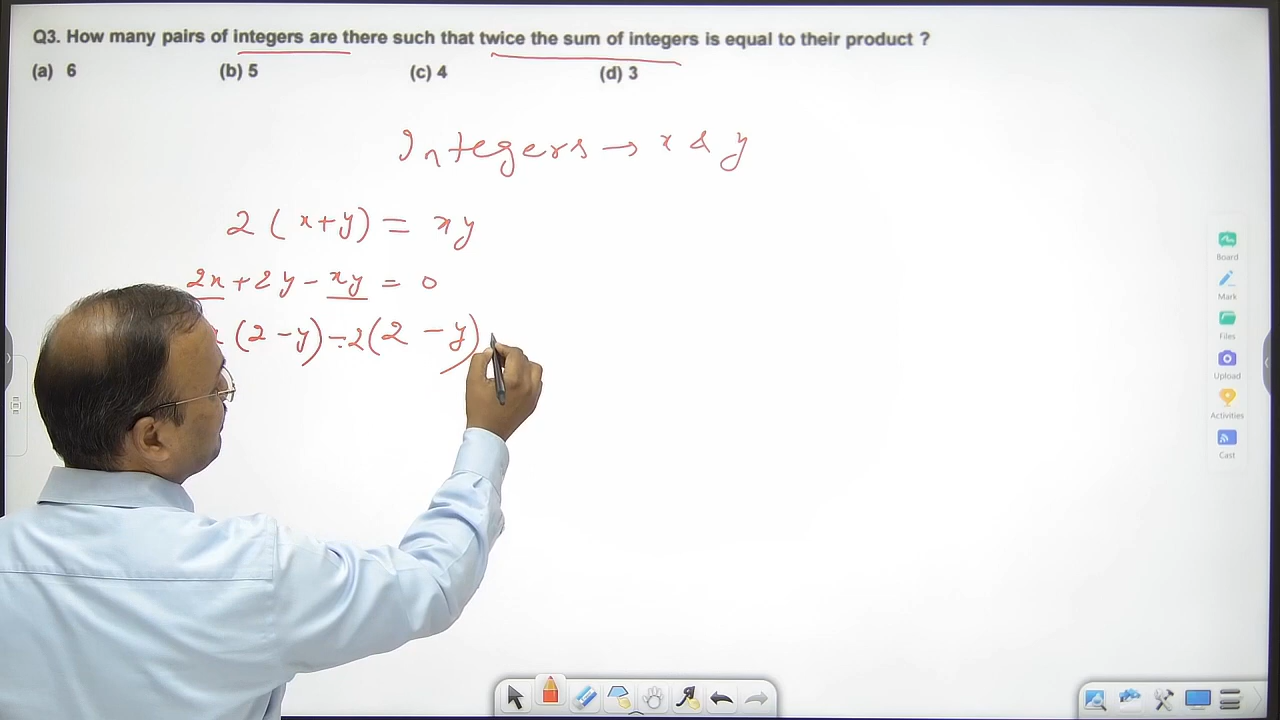 Q3. How many pairs of integers are there such that twice the sum of integers is equal to their product ?
(a) 6 (b) 5 (c) 4 (d) 3
Integers → x & y
2 ( x+y) = xy
2x + 2y - xy = 0
(2 - y) - 2 (2 - y)
Board
Mark
Files
Upload
Activities
Cast